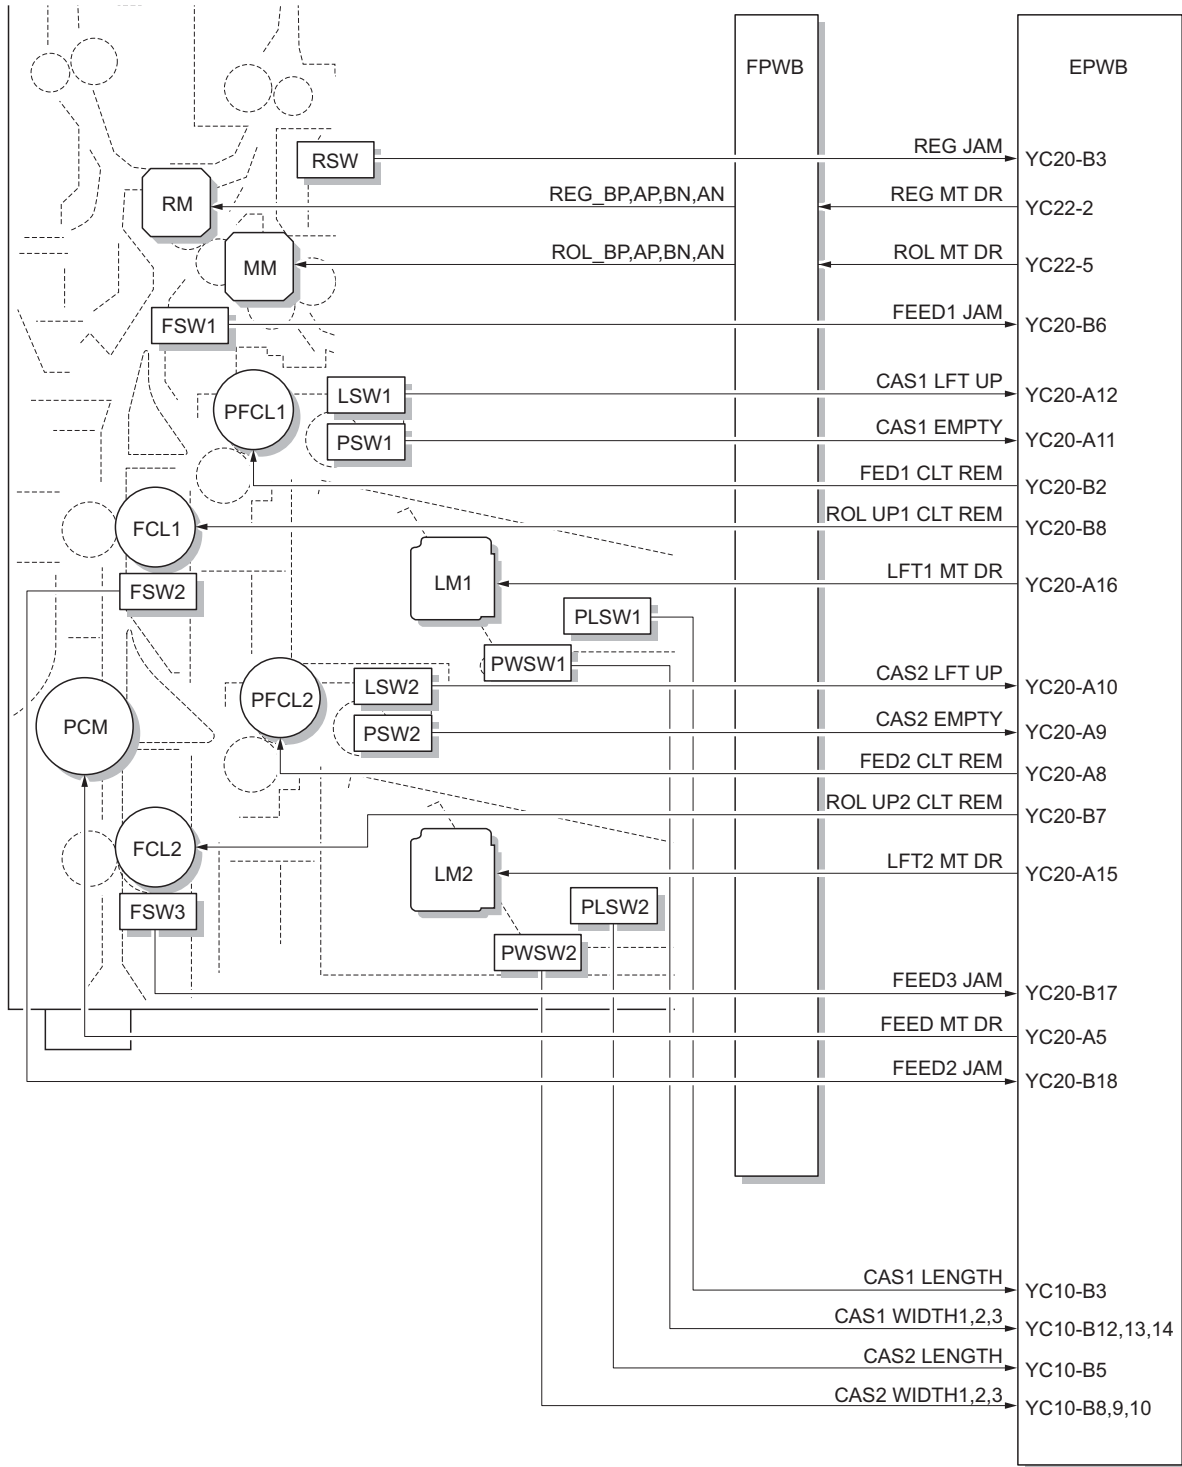 FPWB
EPWB
RSW
REG JAM
YC20-B3
RM
REG_BP,AP,BN,AN
REG MT DR
YC22-2
MM
ROL_BP,AP,BN,AN
ROL MT DR
YC22-5
FSW1
FEED1 JAM
YC20-B6
PFCL1
LSW1
CAS1 LFT UP
YC20-A12
PSW1
CAS1 EMPTY
YC20-A11
FED1 CLT REM
YC20-B2
FCL1
ROL UP1 CLT REM
YC20-B8
FSW2
LM1
LFT1 MT DR
YC20-A16
PLSW1
PWSW1
PFCL2
LSW2
CAS2 LFT UP
YC20-A10
PCM
PSW2
CAS2 EMPTY
YC20-A9
FED2 CLT REM
YC20-A8
ROL UP2 CLT REM
YC20-B7
FCL2
LM2
LFT2 MT DR
YC20-A15
FSW3
PLSW2
PWSW2
FEED3 JAM
YC20-B17
FEED MT DR
YC20-A5
FEED2 JAM
YC20-B18
CAS1 LENGTH
YC10-B3
CAS1 WIDTH1,2,3
YC10-B12,13,14
CAS2 LENGTH
YC10-B5
CAS2 WIDTH1,2,3
YC10-B8,9,10